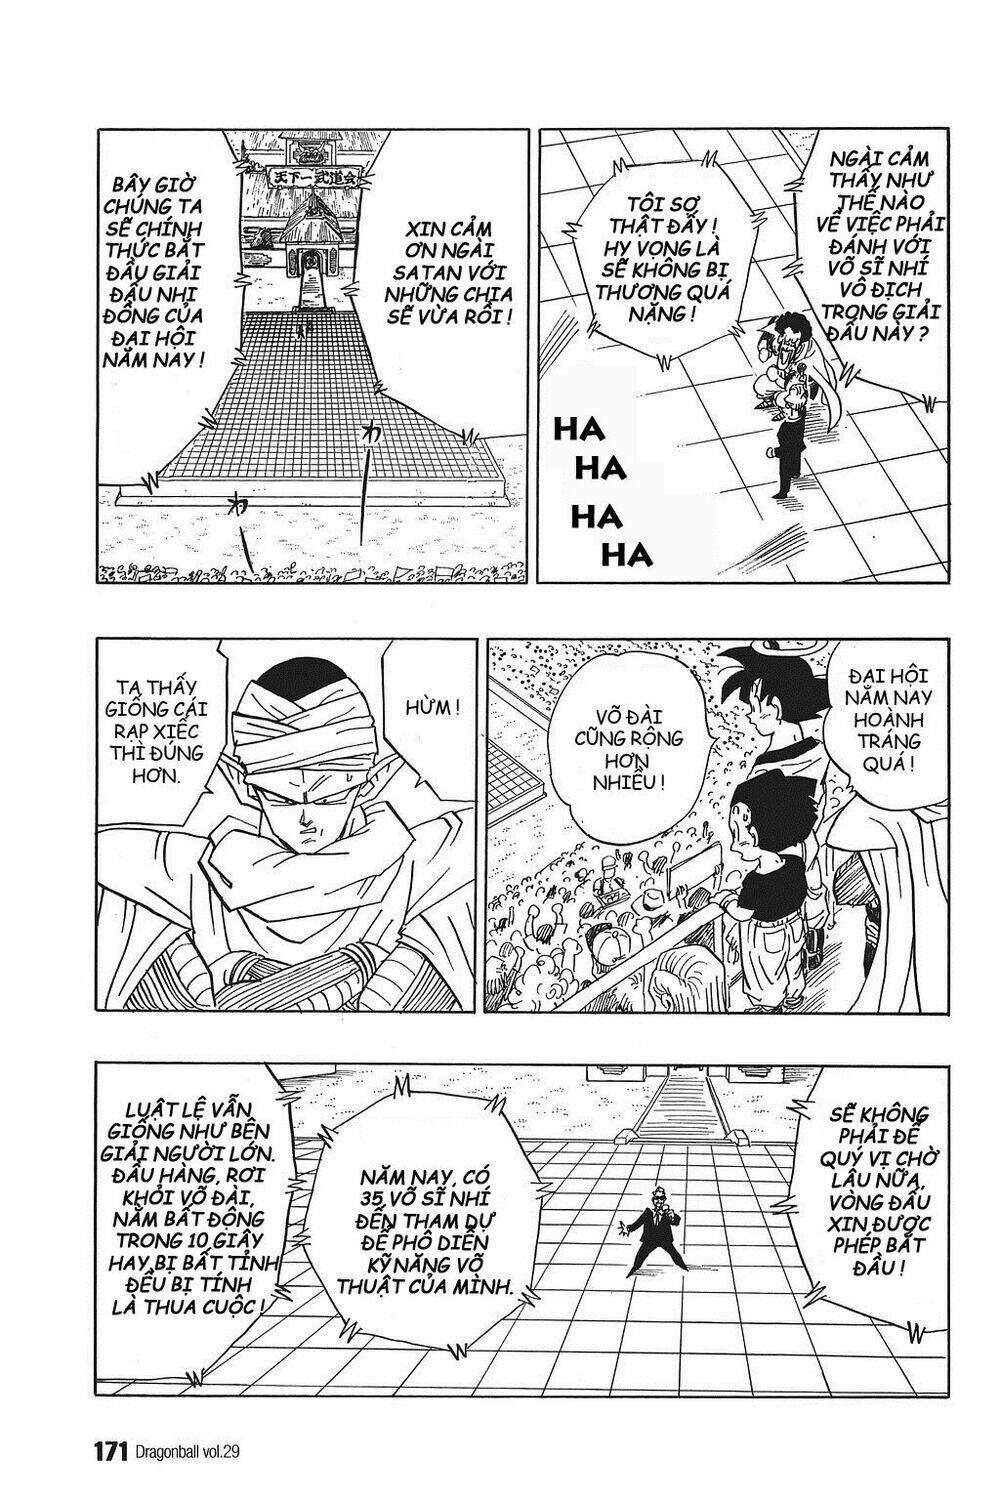 NGÀI CẢM
THẤY NHƯ
THẾ NÀO
VỀ VIỆC PHẢI
ĐÁNH VỚI
VÕ SĨ NHÍ
VÔ ĐỊCH
TRONG GIẢI
ĐẤU NÀY ?
TÔI SỢ
THẬT ĐẤY !
HY VỌNG LÀ
SẼ KHÔNG BỊ
THƯƠNG QUÁ
NẶNG !
HA
HA
HA
HA
XIN CẢM
ƠN NGÀI
SATAN VỚI
NHỮNG CHIA
SẺ VỪA RỒI !
天下一武道会
BÂY GIỜ
CHÚNG TA
SẼ CHÍNH
THỨC BẮT
ĐẦU GIẢI
ĐẤU NHI
ĐỒNG CỦA
ĐẠI HỘI
NĂM NAY !
わ
わ
ĐẠI HỘI
NĂM NAY
HOÀNH
TRÁNG
QUÁ !
VÕ ĐÀI
CŨNG RỘNG
HƠN
NHIỀU !
HỪM !
TA THẤY
GIỐNG CÁI
RẠP XIẾC
THÌ ĐÚNG
HƠN.
SẼ KHÔNG
PHẢI ĐỂ
QUÝ VỊ CHỜ
LÂU NỮA,
VÒNG ĐẤU
XIN ĐƯỢC
PHÉP BẮT
ĐẦU !
NĂM NAY, CÓ
35 VÕ SĨ NHÍ
ĐẾN THAM DỰ
ĐỂ PHÔ DIỄN
KỸ NĂNG VÕ
THUẬT CỦA MÌNH.
LUẬT LỆ VẪN
GIỐNG NHƯ BÊN
GIẢI NGƯỜI LỚN.
ĐẦU HÀNG, RƠI
KHỎI VÕ ĐÀI,
NẰM BẤT ĐỘNG
TRONG 10 GIÂY
HAY BỊ BẤT TỈNH
ĐỀU BỊ TÍNH
LÀ THUA CUỘC !
171 Dragonball vol.29